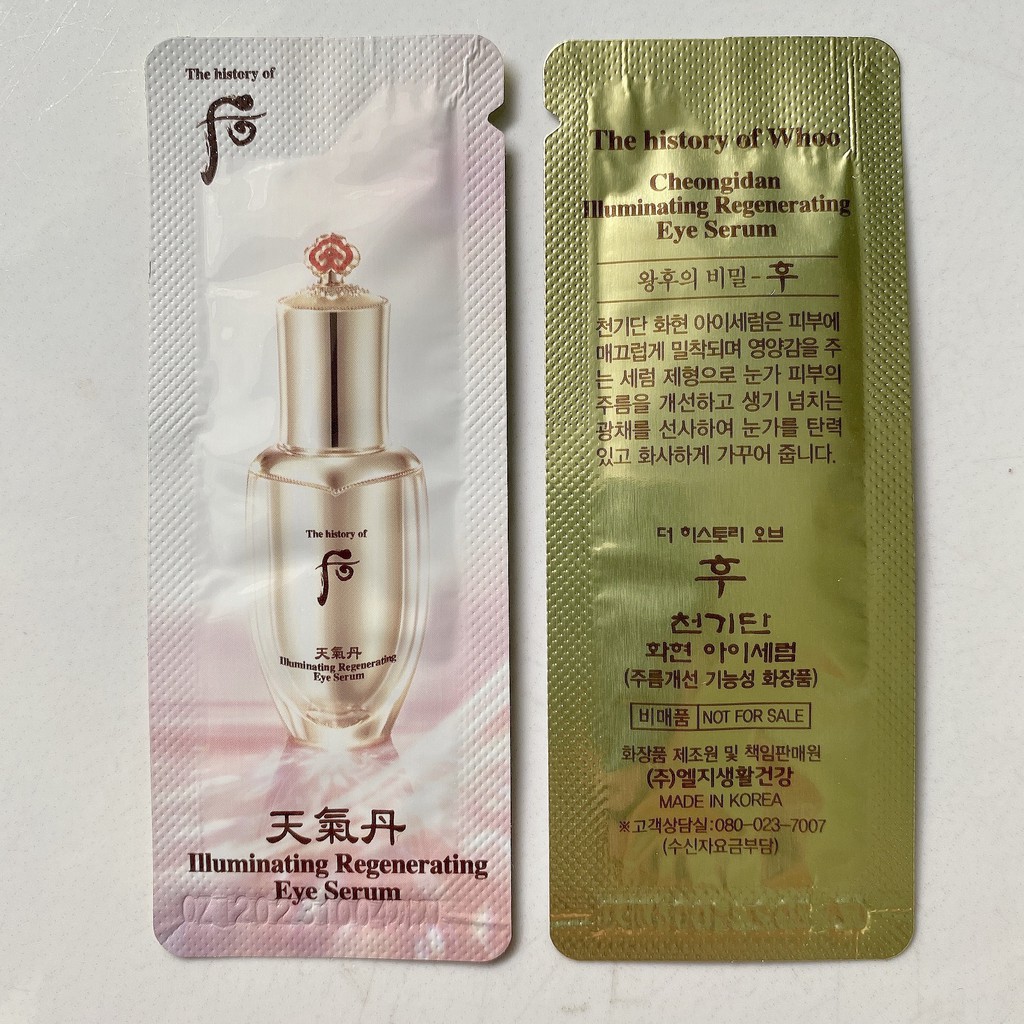 The history of
후
The history of
후
天氣丹
Illuminating Regenerating
Eye Serum
天氣丹
Illuminating Regenerating
Eye Serum
The history of Whoo
Cheongidan
Illuminating Regenerating
Eye Serum
왕후의 비밀 - 후
천기단 화현 아이세럼은 피부에
매끄럽게 밀착되며 영양감을 주
는 세럼 제형으로 눈가 피부의
주름을 개선하고 생기 넘치는
광채를 선사하여 눈가를 탄력
있고 화사하게 가꾸어 줍니다.
더 히스토리 오브
후
천기단
화현 아이세럼
(주름개선 기능성 화장품)
비매품 NOT FOR SALE
화장품 제조원 및 책임판매원
(주)엘지생활건강
MADE IN KOREA
※고객상담실:080-023-7007
(수신자요금부담)